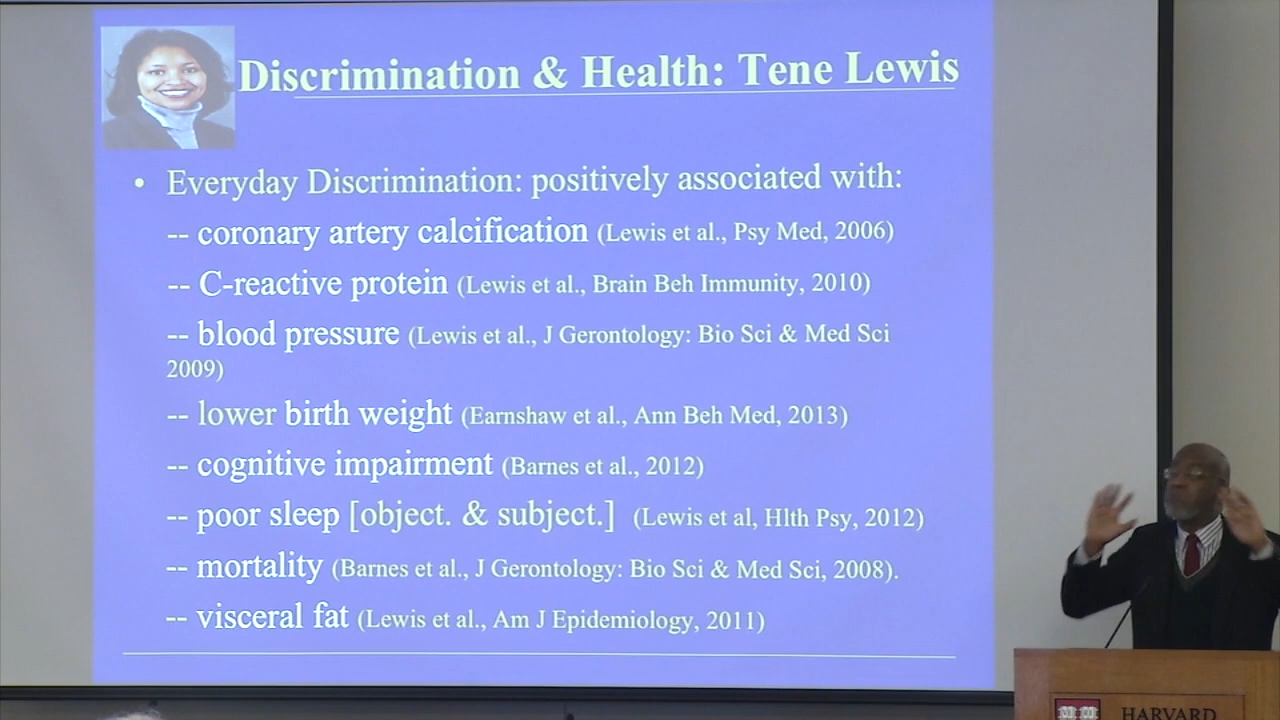 Discrimination & Health: Tene Lewis
• Everyday Discrimination: positively associated with:
-- coronary artery calcification (Lewis et al., Psy Med, 2006)
-- C-reactive protein (Lewis et al., Brain Beh Immunity, 2010)
-- blood pressure (Lewis et al., J Gerontology: Bio Sci & Med Sci
2009)
-- lower birth weight (Earnshaw et al., Ann Beh Med, 2013)
-- cognitive impairment (Barnes et al., 2012)
-- poor sleep [object. & subject.] (Lewis et al, Hlth Psy, 2012)
-- mortality (Barnes et al., J Gerontology: Bio Sci & Med Sci, 2008).
-- visceral fat (Lewis et al., Am J Epidemiology, 2011)
HARVARD